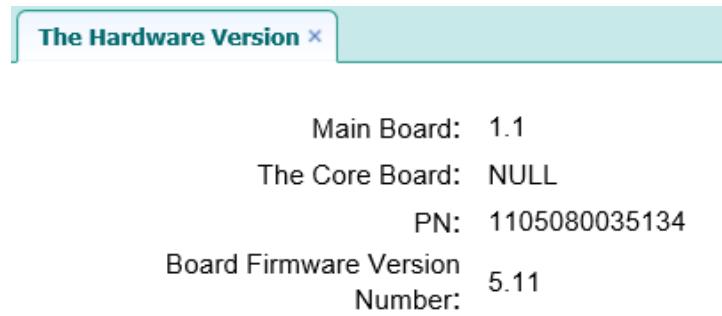 The Hardware Version ×
Main Board: 1.1
The Core Board: NULL
PN: 1105080035134
Board Firmware Version
Number: 5.11